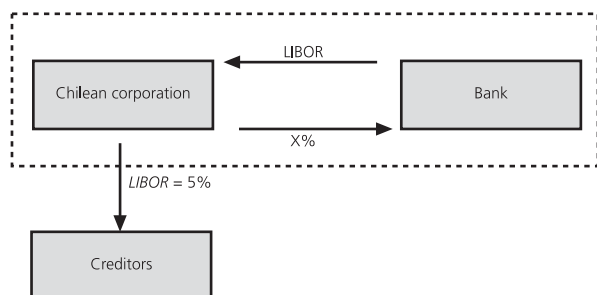 LIBOR
Chilean corporation
Bank
X%
LIBOR = 5%
Creditors